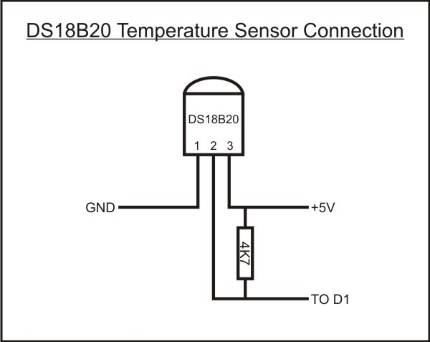 DS18B20 Temperature Sensor Connection
DS18B20
1 2 3
GND
+5V
4K7
TO D1